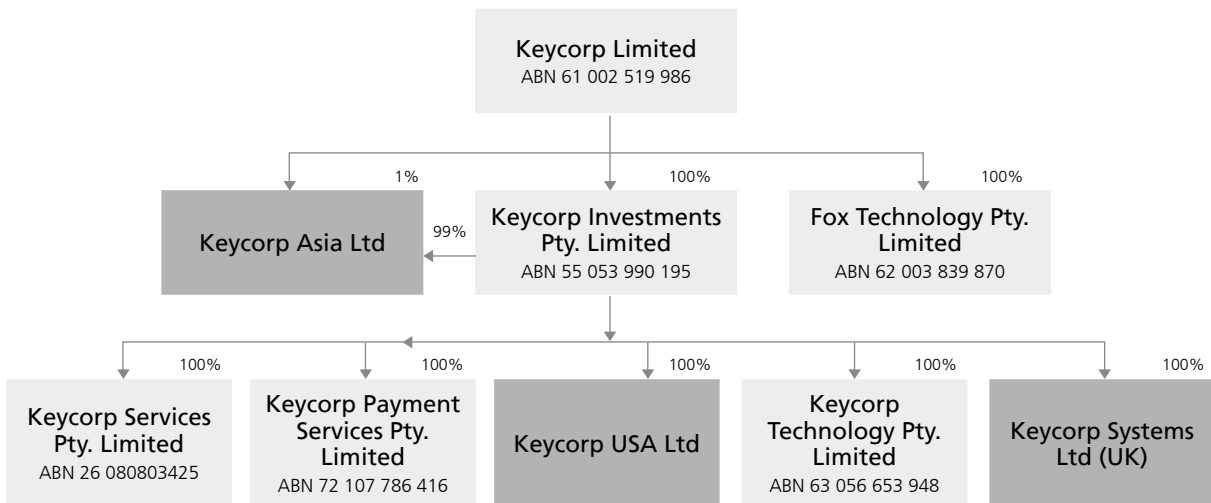 Keycorp Limited
ABN 61 002 519 986
1%
100%
100%
Keycorp Asia Ltd
99%
Keycorp Investments
Pty. Limited
ABN 55 053 990 195
Fox Technology Pty.
Limited
ABN 62 003 839 870
100%
100%
100%
100%
100%
Keycorp Services
Pty. Limited
ABN 26 080803425
Keycorp Payment
Services Pty.
Limited
ABN 72 107 786 416
Keycorp USA Ltd
Keycorp
Technology Pty.
Limited
ABN 63 056 653 948
Keycorp Systems
Ltd (UK)